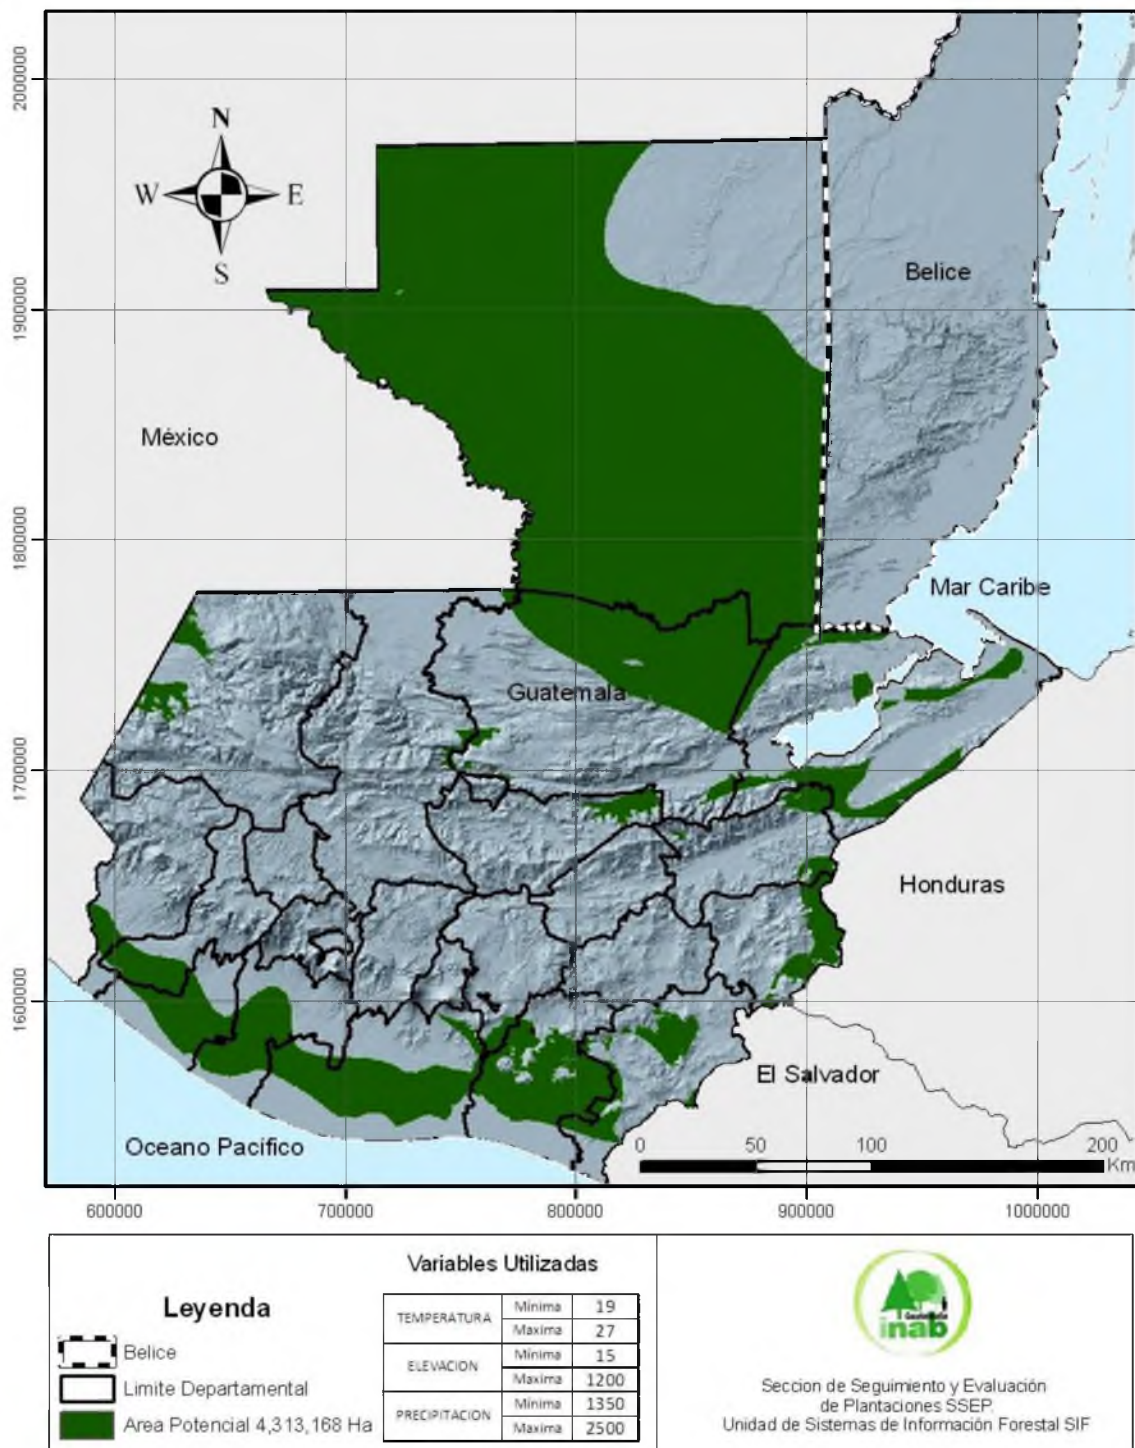 2000000
1900000
1800000
1700000
1600000
N
W
E
S
Belice
México
Mar Caribe
Guatemala
Honduras
El Salvador
Oceano Pacífico
0 50 100 200
Km
600000 700000 800000 900000 1000000
Leyenda
Belice
Limite Departamental
Area Potencial 4,313,168 Ha
Variables Utilizadas
TEMPERATURA Mínima 19
Maxima 27
ELEVACION Mínima 15
Maxima 1200
PRECIPITACION Mínima 1350
Maxima 2500
inab
Seccion de Seguimiento y Evaluación
de Plantaciones SSEP.
Unidad de Sistemas de Información Forestal SIF